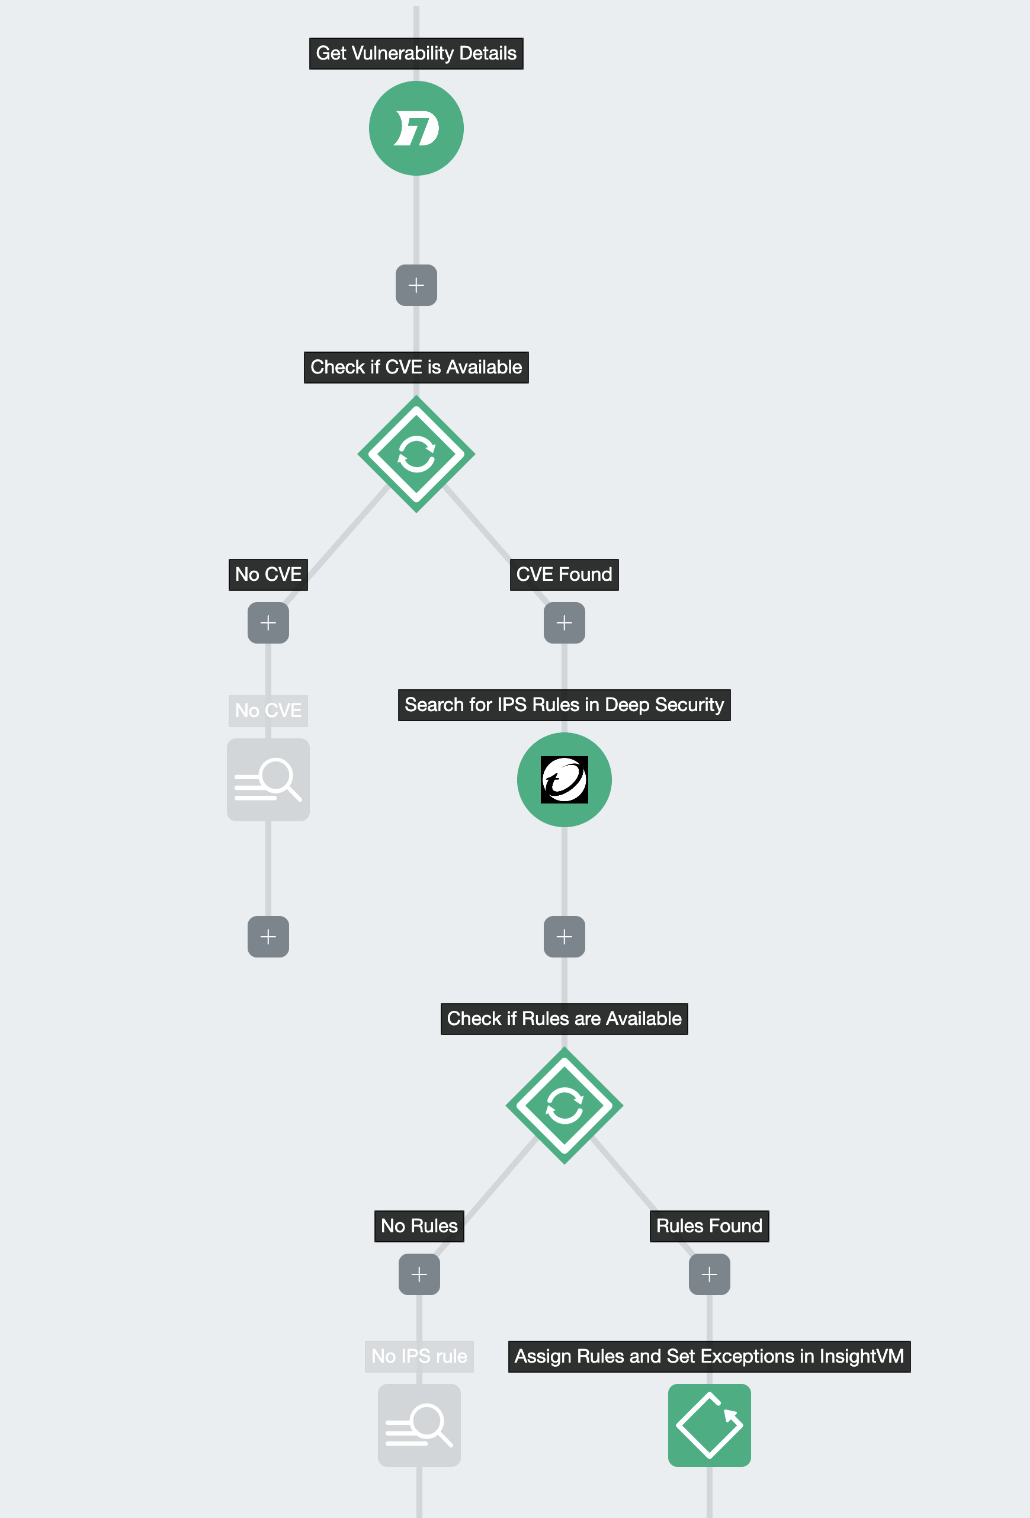 Get Vulnerability Details
Check if CVE is Available
No CVE
CVE Found
No CVE
Search for IPS Rules in Deep Security
Check if Rules are Available
No Rules
Rules Found
No IPS rule
Assign Rules and Set Exceptions in InsightVM